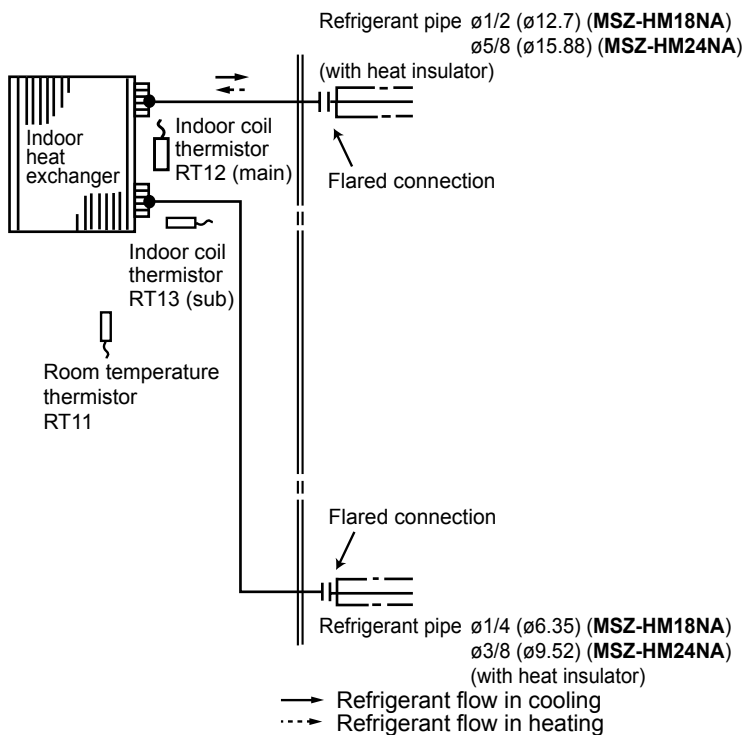 Refrigerant pipe ø1/2 (ø12.7) (MSZ-HM18NA)
ø5/8 (ø15.88) (MSZ-HM24NA)
(with heat insulator)
Indoor
heat
exchanger
Indoor coil
thermistor
RT12 (main)
Flared connection
Indoor coil
thermistor
RT13 (sub)
Room temperature
thermistor
RT11
Flared connection
Refrigerant pipe ø1/4 (ø6.35) (MSZ-HM18NA)
ø3/8 (ø9.52) (MSZ-HM24NA)
(with heat insulator)
Refrigerant flow in cooling
Refrigerant flow in heating